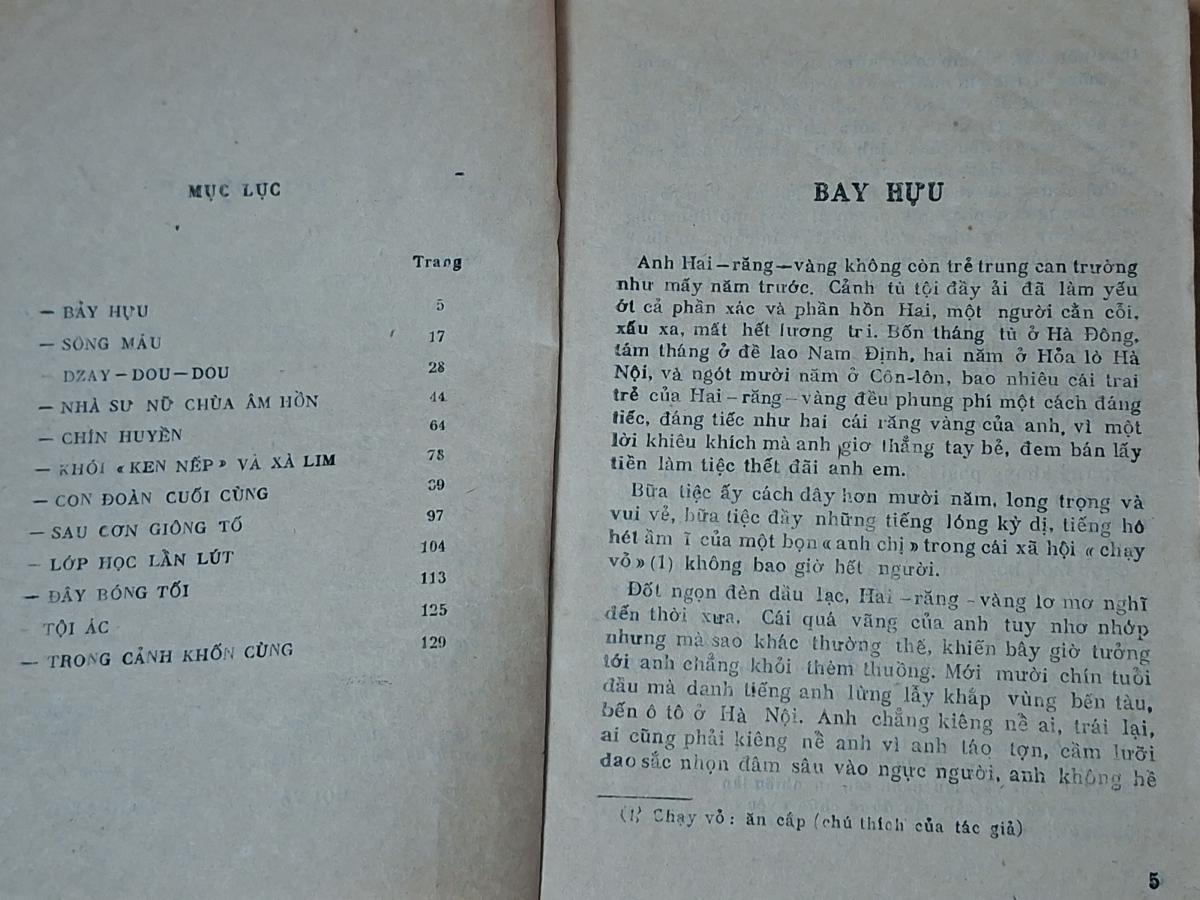 MỤC LỤC
Trang
— BẢY HỰU 5
— SÓNG MÁU 17
— DZAY — DOU — DOU 28
— NHÀ SƯ NỮ CHÙA ÂM HỒN 44
— CHÍN HUYỀN 64
— KHÓI « KEN NẾP » VÀ XÀ LIM 78
— CON ĐOÀN CUỐI CÙNG 39
— SAU CƠN GIÔNG TỐ 97
— LỚP HỌC LẨN LÚT 104
— ĐÂY BÓNG TỐI 113
TỘI ÁC 125
— TRONG CẢNH KHỐN CÙNG 129
BAY HỰU
Anh Hai—răng—vàng không còn trẻ trung can trường
như mấy năm trước. Cảnh tù tội đầy ải đã làm yếu
ớt cả phần xác và phần hồn Hai, một người cằn cỗi,
xấu xa, mất hết lương tri. Bốn tháng tù ở Hà Đông,
tám tháng ở đề lao Nam Định, hai năm ở Hỏa lò Hà
Nội, và ngót mười năm ở Côn-lôn, bao nhiêu cái trai
trẻ của Hai—răng—vàng đều phung phí một cách đáng
tiếc, đáng tiếc như hai cái răng vàng của anh, vì một
lời khiêu khích mà anh giơ thẳng tay bẻ, đem bán lấy
tiền làm tiệc thết đãi anh em.
Bữa tiệc ấy cách đây hơn mười năm, long trọng và
vui vẻ, bữa tiệc đầy những tiếng lóng kỳ dị, tiếng hò
hét ầm ĩ của một bọn « anh chị » trong cái xã hội « chạy
vỏ » (1) không bao giờ hết người.
Đốt ngọn đèn dầu lạc, Hai—răng—vàng lơ mơ nghĩ
đến thời xưa. Cái quá vãng của anh tuy nhơ nhớp
nhưng mà sao khác thường thế, khiến bây giờ tưởng
tới anh chẳng khỏi thèm thuồng. Mới mười chín tuổi
đầu mà danh tiếng anh lừng lẫy khắp vùng bến tàu,
bến ô tô ở Hà Nội. Anh chẳng kiêng nề ai, trái lại,
ai cũng phải kiêng nề anh vì anh táo tợn, cầm lưỡi
dao sắc nhọn đâm sâu vào ngực người, anh không hề
(1) Chạy vỏ : ăn cắp (chú thích của tác giả)
5